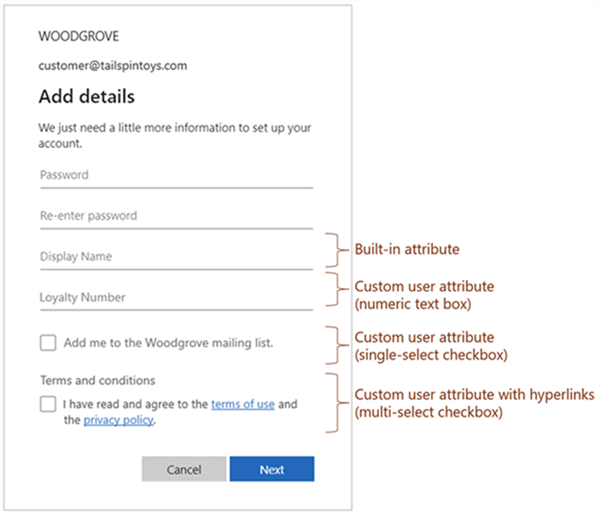 WOODGROVE
customer@tailspintoys.com
Add details
We just need a little more information to set up your
account.
Password
Re-enter password
Display Name
Built-in attribute
Loyalty Number
Custom user attribute
(numeric text box)
Add me to the Woodgrove mailing list.
Custom user attribute
(single-select checkbox)
Terms and conditions
I have read and agree to the terms of use and
the privacy policy.
Custom user attribute with hyperlinks
(multi-select checkbox)
Cancel
Next